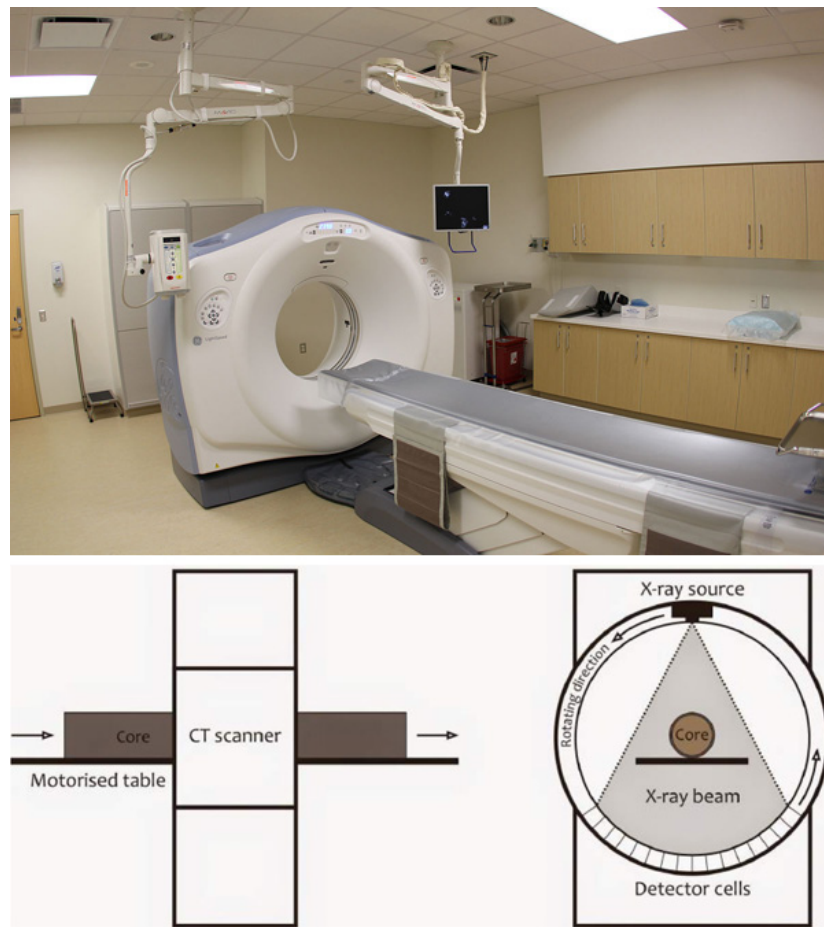 X-ray source
Rotating direction
Core
CT scanner
Core
Motorised table
X-ray beam
Detector cells